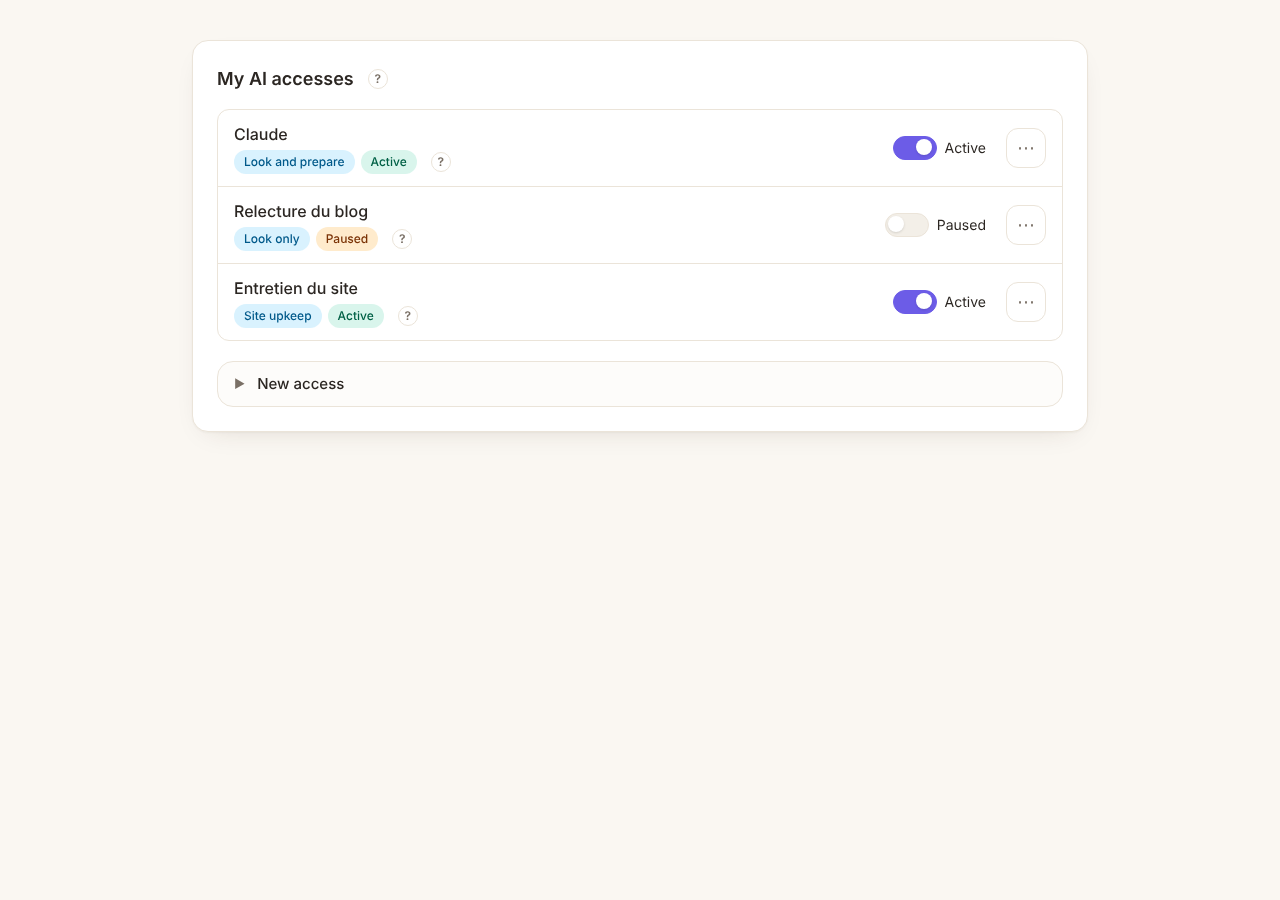 My AI accesses ?
Claude
Look and prepare Active ?
Active ···
Relecture du blog
Look only Paused ?
Paused ···
Entretien du site
Site upkeep Active ?
Active ···
New access